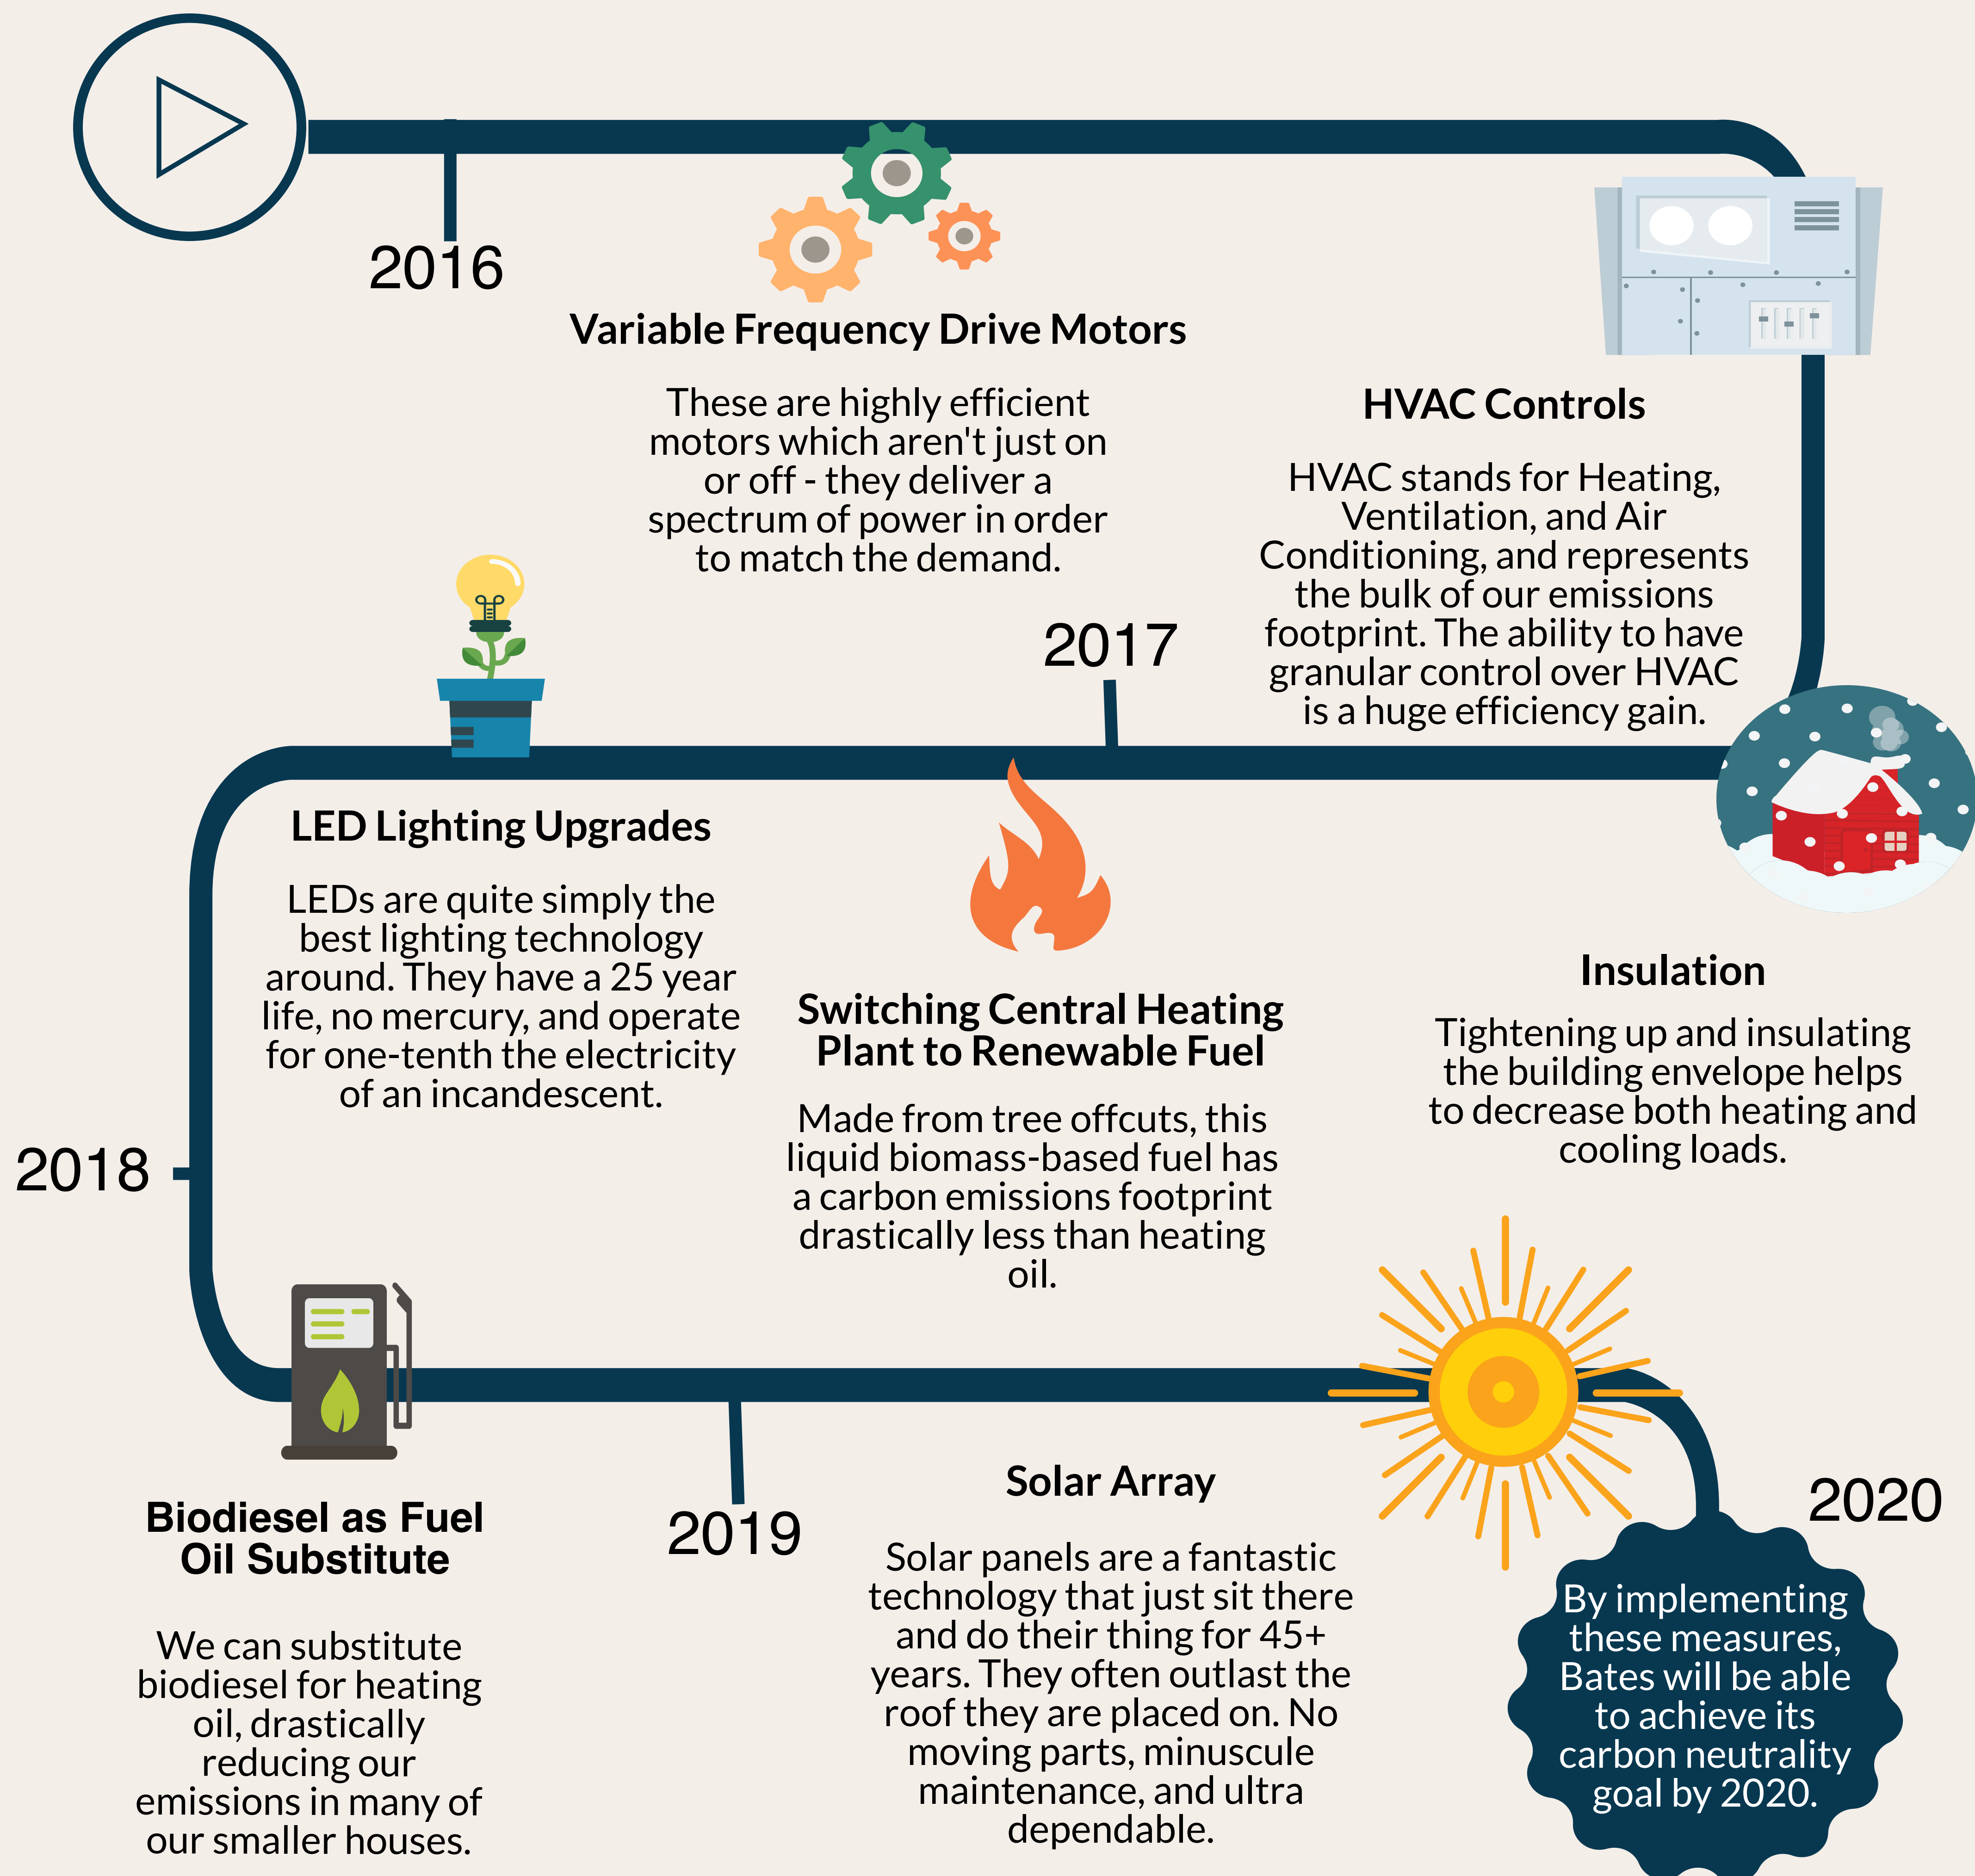 2016
Variable Frequency Drive Motors
These are highly efficient
motors which aren't just on
or off - they deliver a
spectrum of power in order
to match the demand.
HVAC Controls
HVAC stands for Heating,
Ventilation, and Air
Conditioning, and represents
the bulk of our emissions
footprint. The ability to have
granular control over HVAC
is a huge efficiency gain.
2017
Insulation
Tightening up and insulating
the building envelope helps
to decrease both heating and
cooling loads.
Switching Central Heating
Plant to Renewable Fuel
Made from tree offcuts, this
liquid biomass-based fuel has
a carbon emissions footprint
drastically less than heating
oil.
LED Lighting Upgrades
LEDs are quite simply the
best lighting technology
around. They have a 25 year
life, no mercury, and operate
for one-tenth the electricity
of an incandescent.
2018
Biodiesel as Fuel
Oil Substitute
We can substitute
biodiesel for heating
oil, drastically
reducing our
emissions in many of
our smaller houses.
2019
Solar Array
Solar panels are a fantastic
technology that just sit there
and do their thing for 45+
years. They often outlast the
roof they are placed on. No
moving parts, minuscule
maintenance, and ultra
dependable.
2020
By implementing
these measures,
Bates will be able
to achieve its
carbon neutrality
goal by 2020.